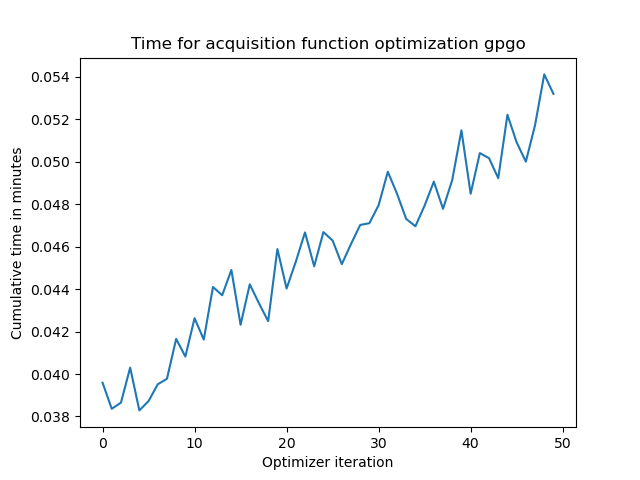 Time for acquisition function optimization gpgo
0.054
0.052
0.050
0.048
0.046
0.044
0.042
0.040
0.038
Cumulative time in minutes
0 10 20 30 40 50
Optimizer iteration